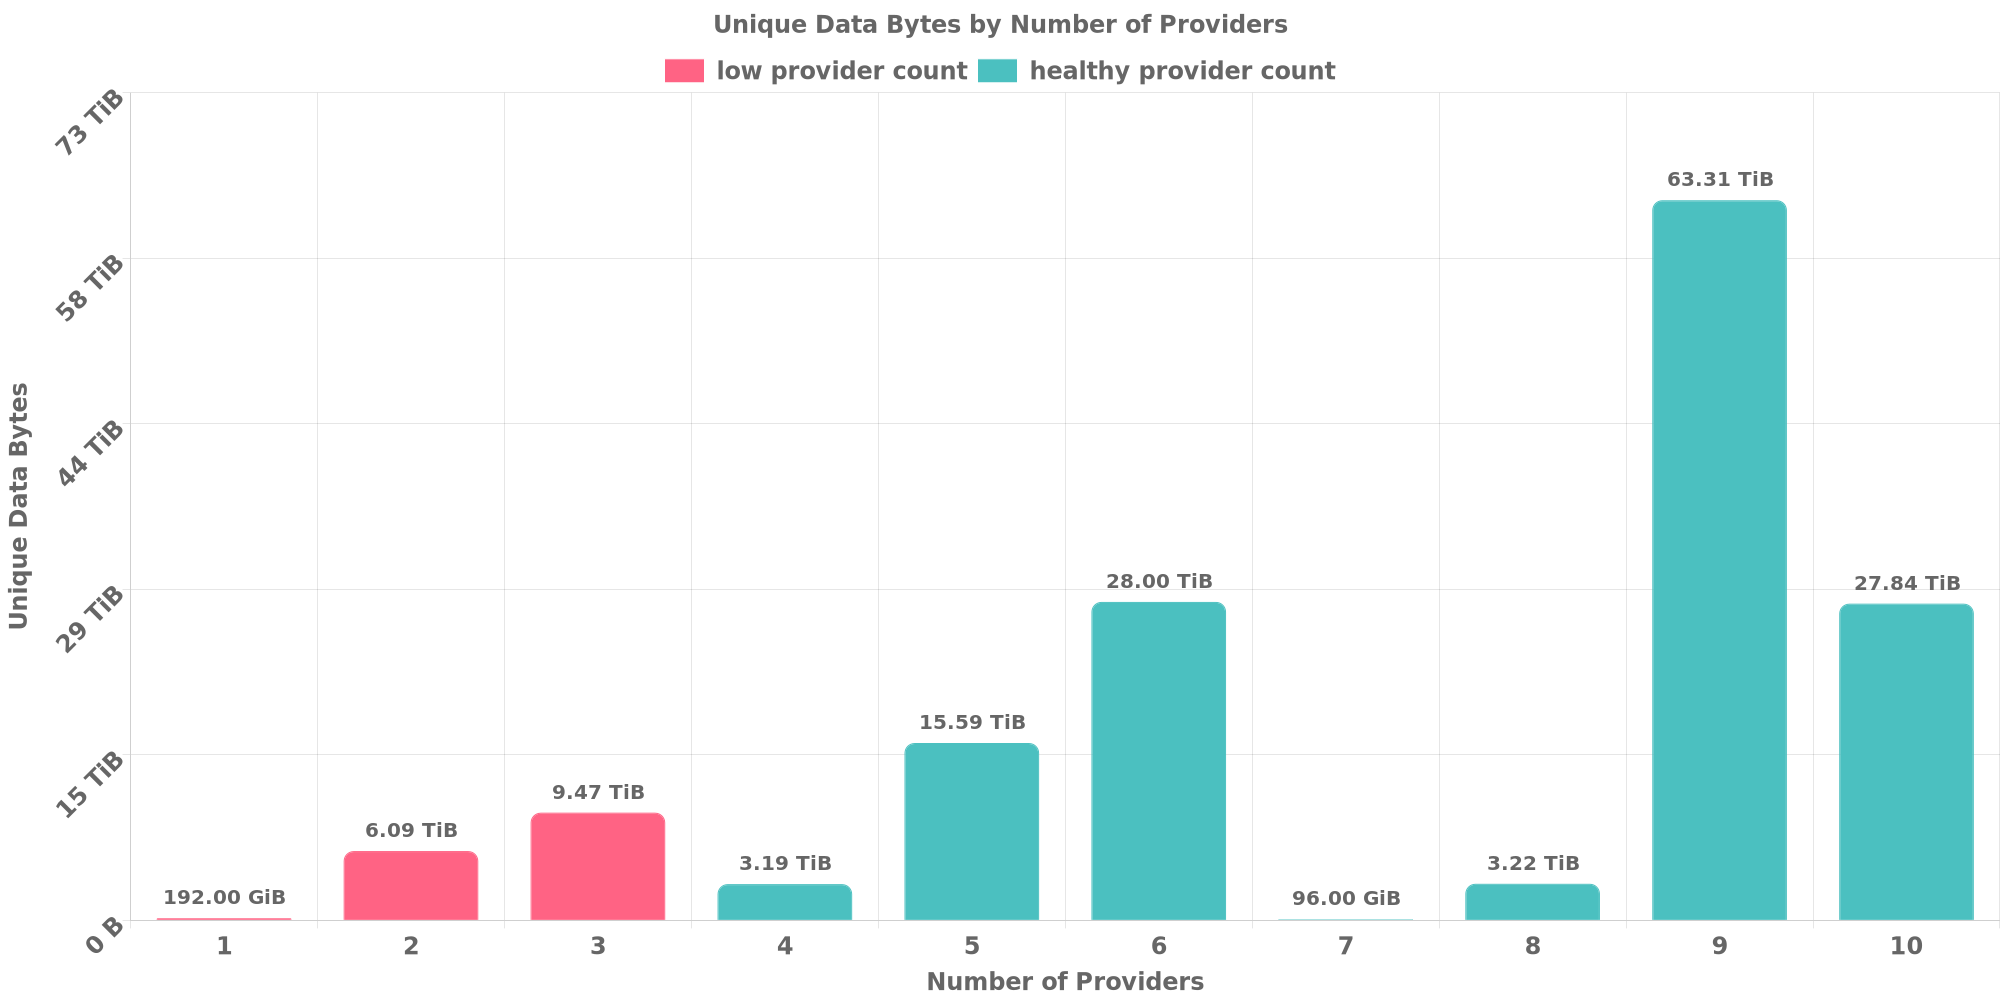 Unique Data Bytes by Number of Providers
low provider count healthy provider count
73 TiB
58 TiB
44 TiB
29 TiB
15 TiB
0 B
Unique Data Bytes
192.00 GiB
6.09 TiB
9.47 TiB
3.19 TiB
15.59 TiB
28.00 TiB
96.00 GiB
3.22 TiB
63.31 TiB
27.84 TiB
1 2 3 4 5 6 7 8 9 10
Number of Providers